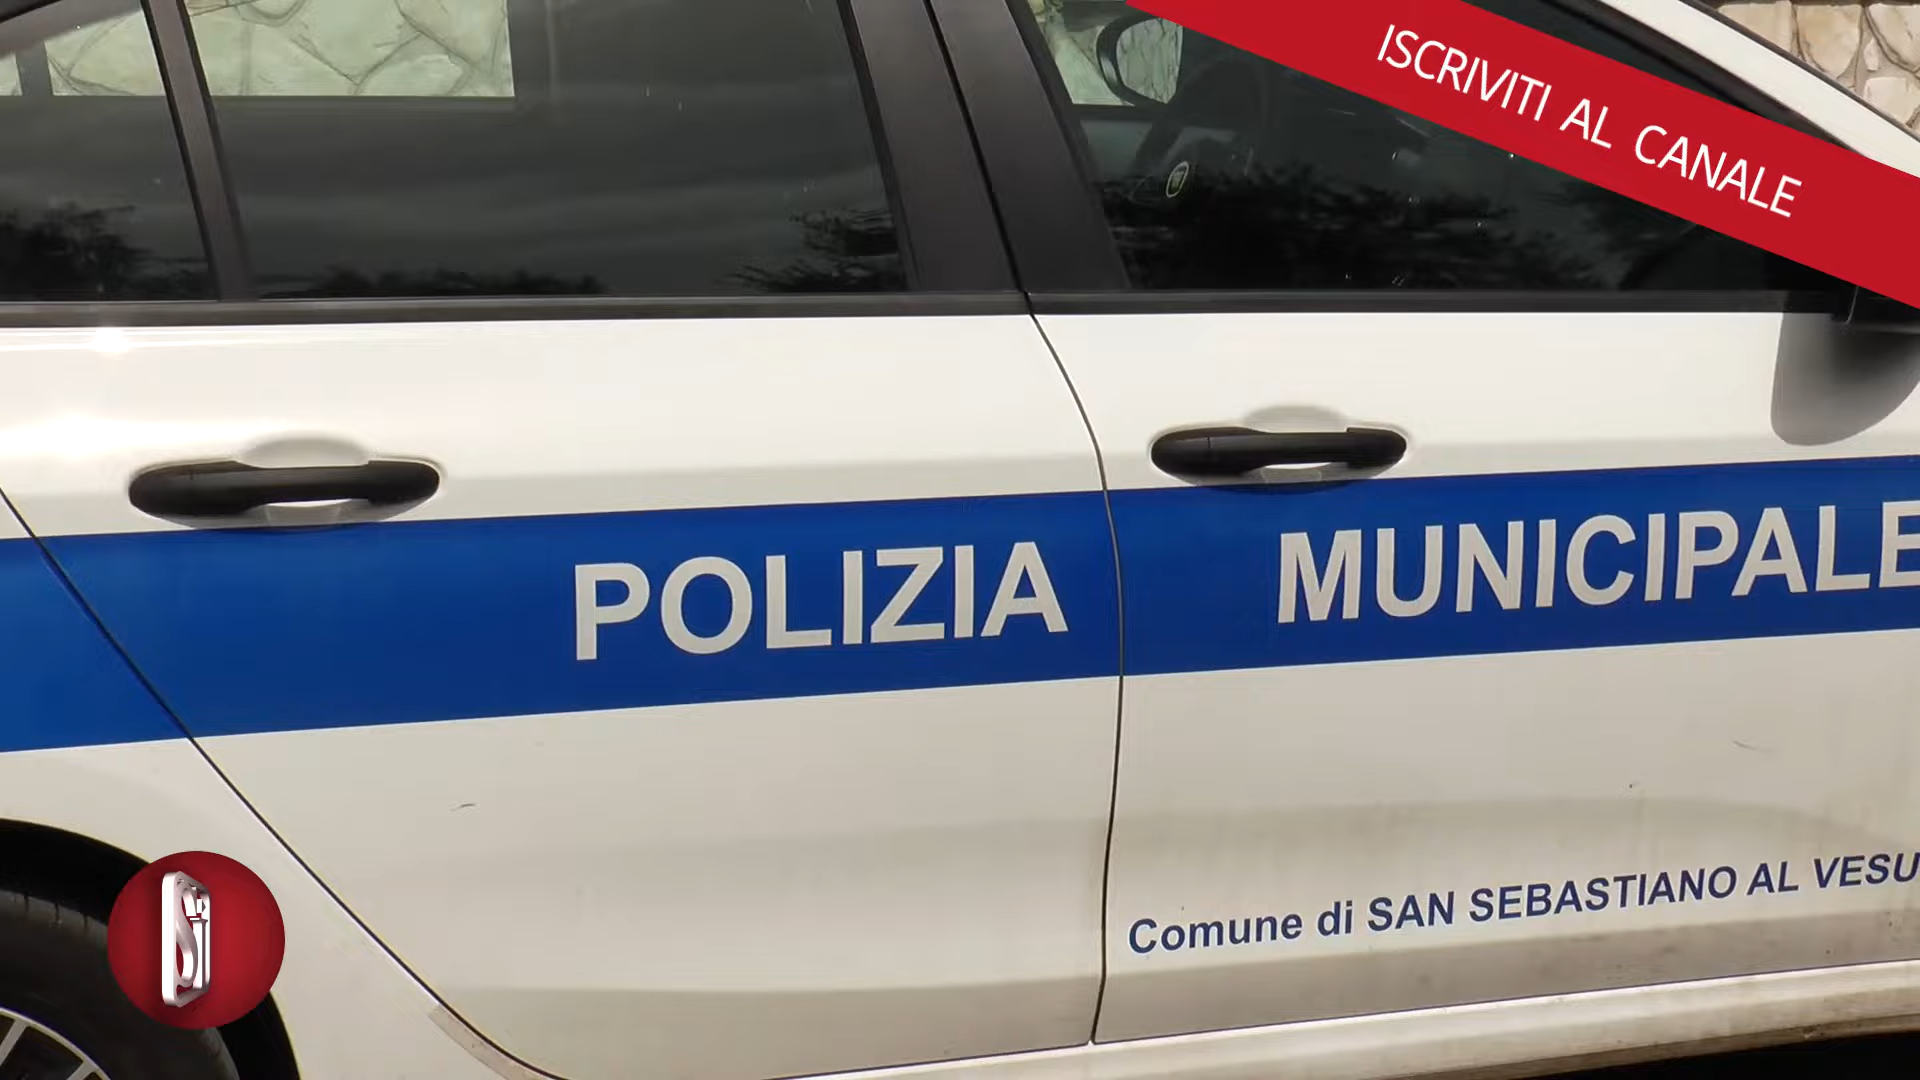 ISCRIVITI AL CANALE
POLIZIA MUNICIPALE
Comune di SAN SEBASTIANO AL VESU